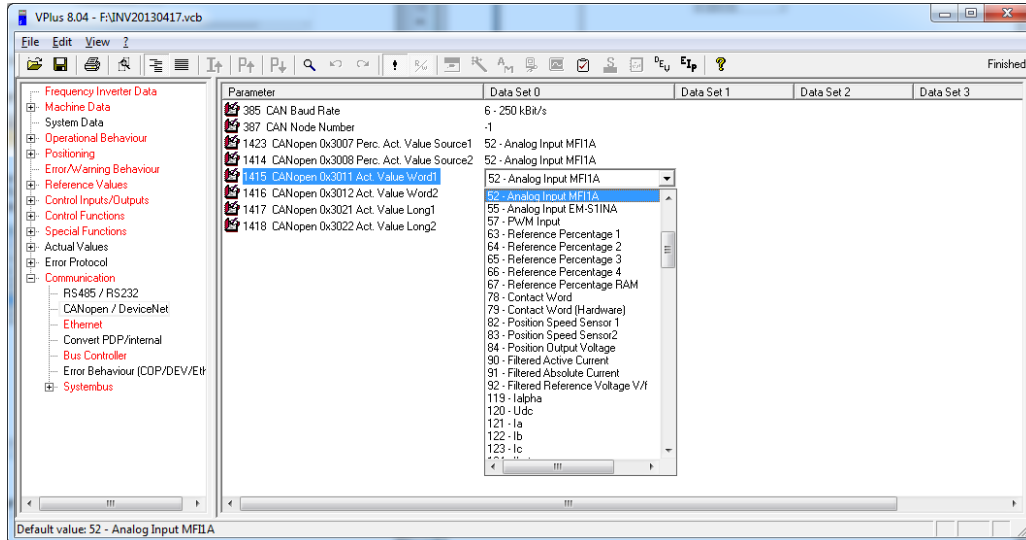 VPlus 8.04 - F:\INV20130417.vcb
File Edit View ?
Finished
Frequency Inverter Data
Machine Data
System Data
Operational Behaviour
Positioning
Error/Warning Behaviour
Reference Values
Control Inputs/Outputs
Control Functions
Special Functions
Actual Values
Error Protocol
Communication
RS485 / RS232
CANopen / DeviceNet
Ethernet
Convert PDP/internal
Bus Controller
Error Behaviour (COP/DEV/Eth
Systembus
Parameter Data Set 0 Data Set 1 Data Set 2 Data Set 3
385 CAN Baud Rate 6 - 250 kBit/s
387 CAN Node Number -1
1423 CANopen 0x3007 Perc. Act. Value Source1 52 - Analog Input MFI1A
1414 CANopen 0x3008 Perc. Act. Value Source2 52 - Analog Input MFI1A
1415 CANopen 0x3011 Act. Value Word1 52 - Analog Input MFI1A
1416 CANopen 0x3012 Act. Value Word2
1417 CANopen 0x3021 Act. Value Long1
1418 CANopen 0x3022 Act. Value Long2
52 - Analog Input MFI1A
55 - Analog Input EM-S1INA
57 - PWM Input
63 - Reference Percentage 1
64 - Reference Percentage 2
65 - Reference Percentage 3
66 - Reference Percentage 4
67 - Reference Percentage RAM
78 - Contact Word
79 - Contact Word (Hardware)
82 - Position Speed Sensor 1
83 - Position Speed Sensor2
84 - Position Output Voltage
90 - Filtered Active Current
91 - Filtered Absolute Current
92 - Filtered Reference Voltage V/f
119 - Ialpha
120 - Udc
121 - Ia
122 - Ib
123 - Ic
Default value: 52 - Analog Input MFI1A